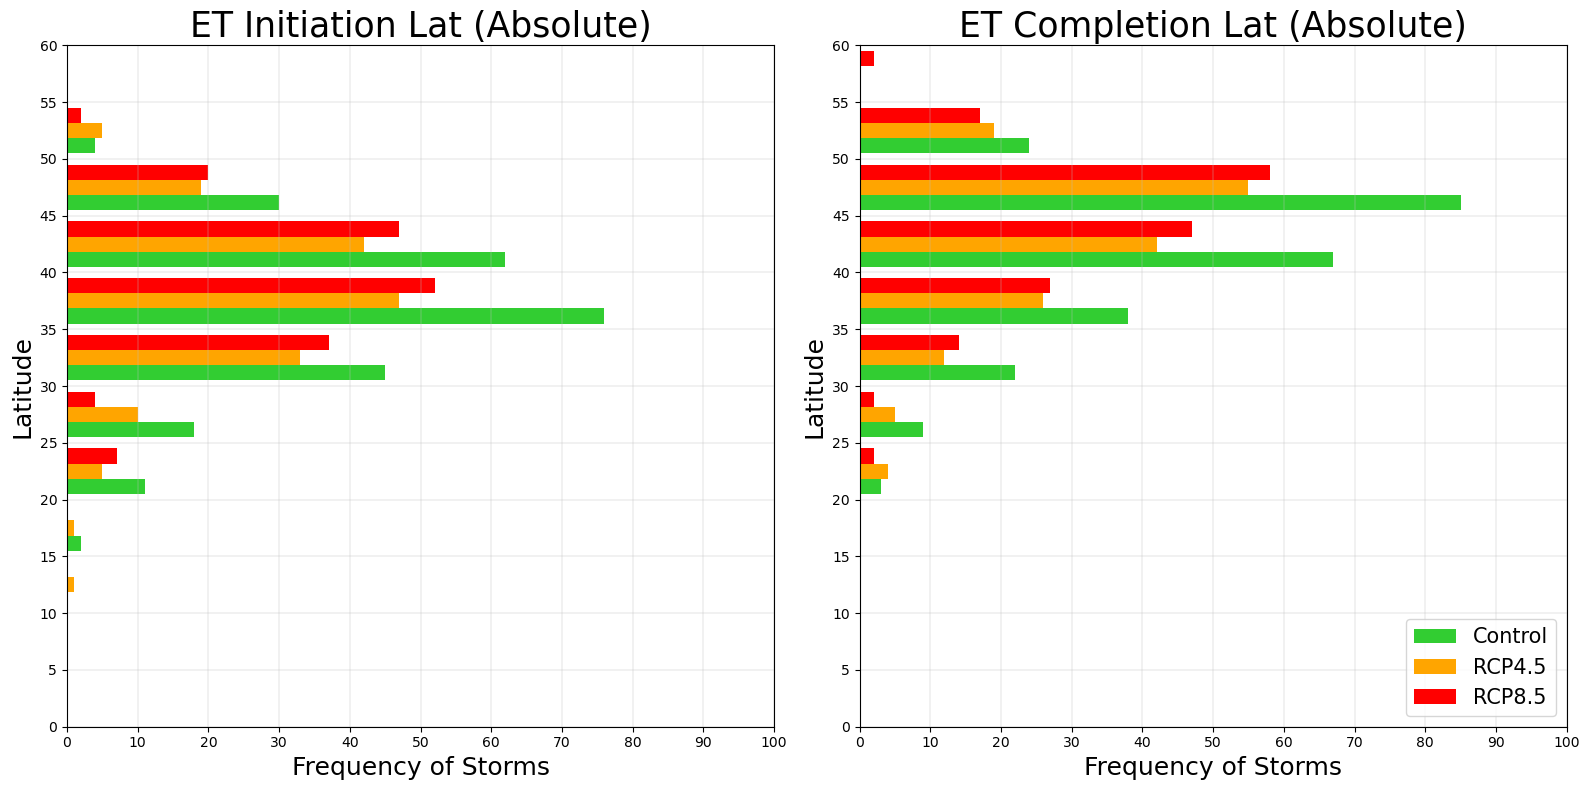 ET Initiation Lat (Absolute)
60
55
50
45
40
35
30
25
20
15
10
5
0
Latitude
0 10 20 30 40 50 60 70 80 90 100
Frequency of Storms
ET Completion Lat (Absolute)
60
55
50
45
40
35
30
25
20
15
10
5
0
Latitude
Control
RCP4.5
RCP8.5
0 10 20 30 40 50 60 70 80 90 100
Frequency of Storms